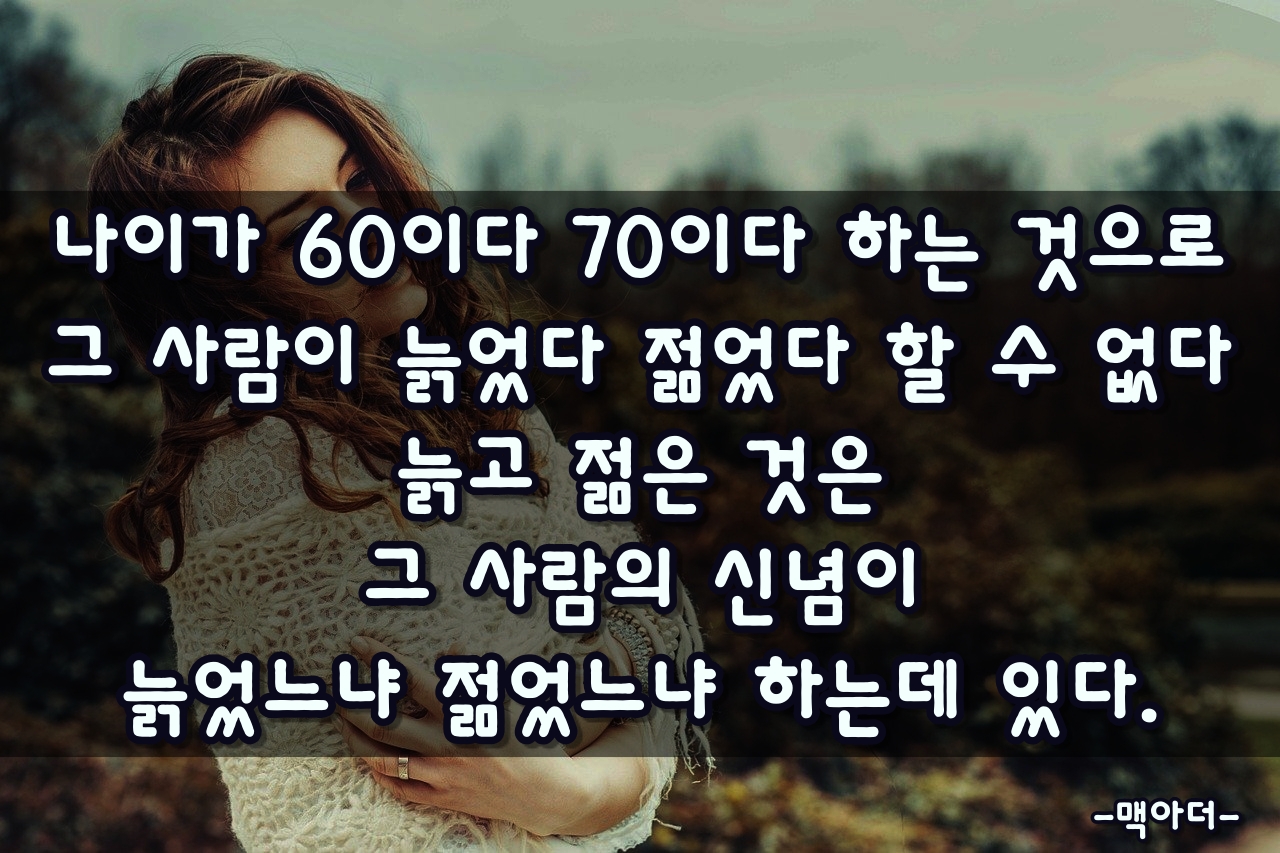 나이가 60이다 70이다 하는 것으로
그 사람이 늙었다 젊었다 할 수 없다
늙고 젊은 것은
그 사람의 신념이
늙었느냐 젊었느냐 하는데 있다.
-맥아더-